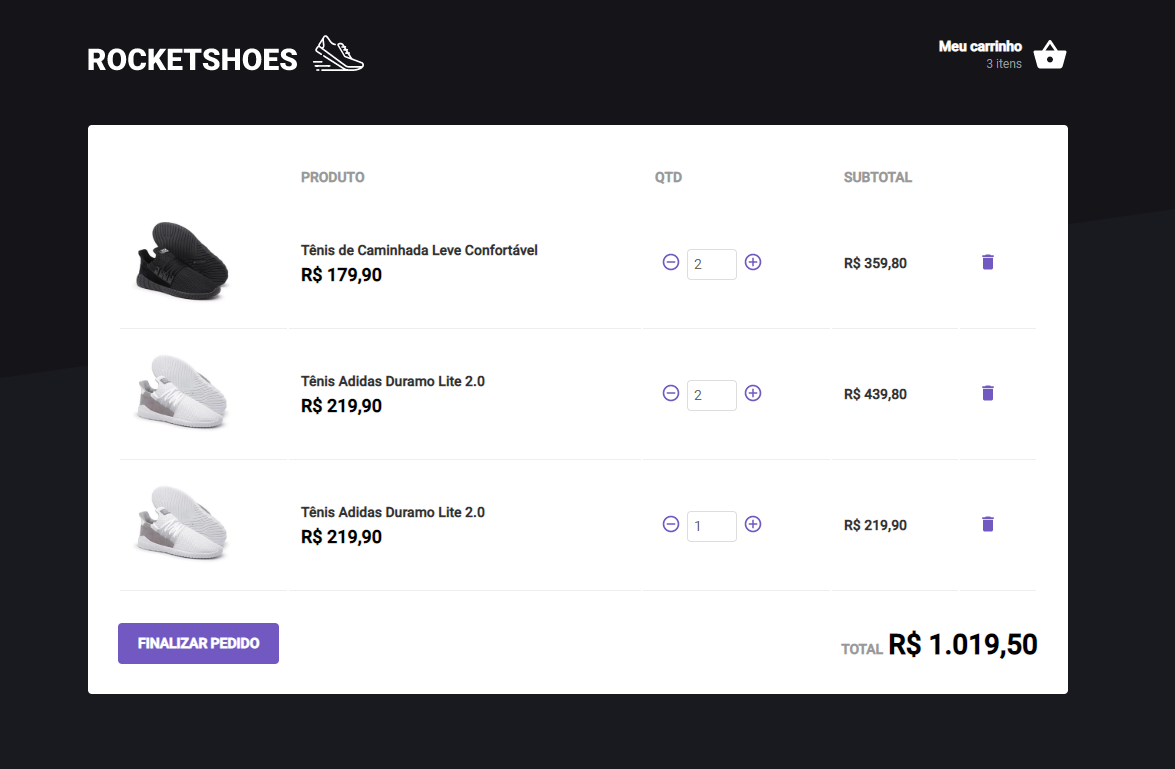 ROCKETSHOES
Meu carrinho
3 itens
PRODUTO QTD SUBTOTAL
Tênis de Caminhada Leve Confortável
R$ 179,90
2
R$ 359,80
Tênis Adidas Duramo Lite 2.0
R$ 219,90
2
R$ 439,80
Tênis Adidas Duramo Lite 2.0
R$ 219,90
1
R$ 219,90
FINALIZAR PEDIDO
TOTAL R$ 1.019,50